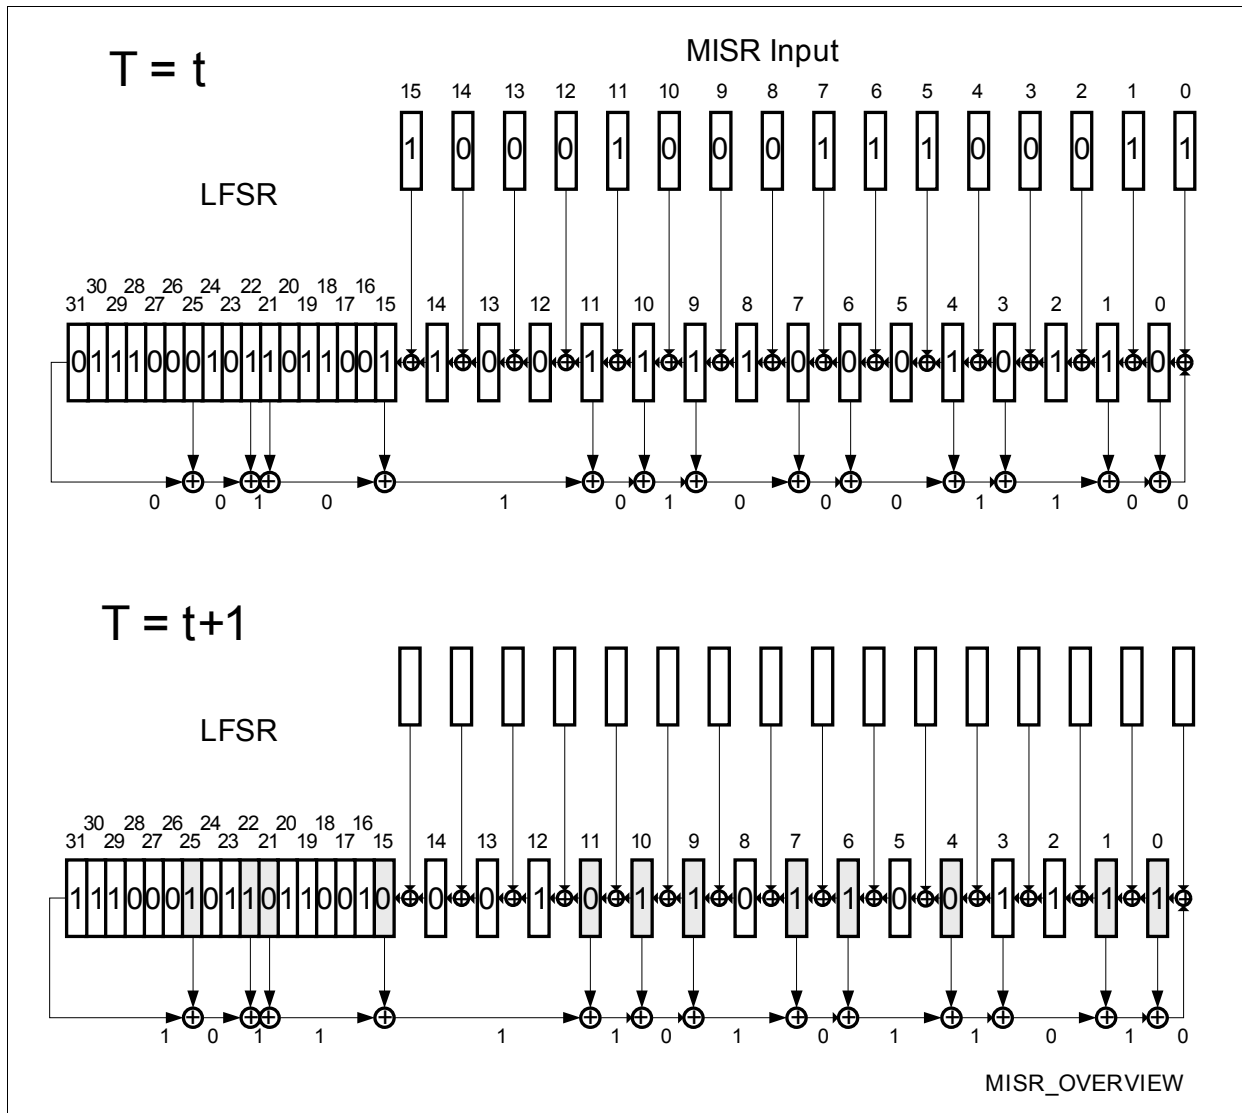 MISR Input
T = t
15 14 13 12 11 10 9 8 7 6 5 4 3 2 1 0
1 0 0 0 1 0 0 0 1 1 1 0 0 0 1 1
LFSR
30 28 26 24 22 20 18 16
31 29 27 25 23 21 19 17 15 14 13 12 11 10 9 8 7 6 5 4 3 2 1 0
0 1 1 1 0 0 0 1 0 1 1 0 1 1 0 0 1 1 0 0 1 1 1 1 0 0 0 1 0 1 1 0
0 0 1 0 1 0 1 0 0 0 1 1 0 0
T = t+1
LFSR
30 28 26 24 22 20 18 16
31 29 27 25 23 21 19 17 15 14 13 12 11 10 9 8 7 6 5 4 3 2 1 0
1 1 1 0 0 0 1 0 1 1 0 1 1 0 0 1 0 0 0 1 0 1 1 0 1 1 0 0 1 1 1 1
1 0 1 1 1 1 0 1 0 1 1 0 1 0
MISR_OVERVIEW